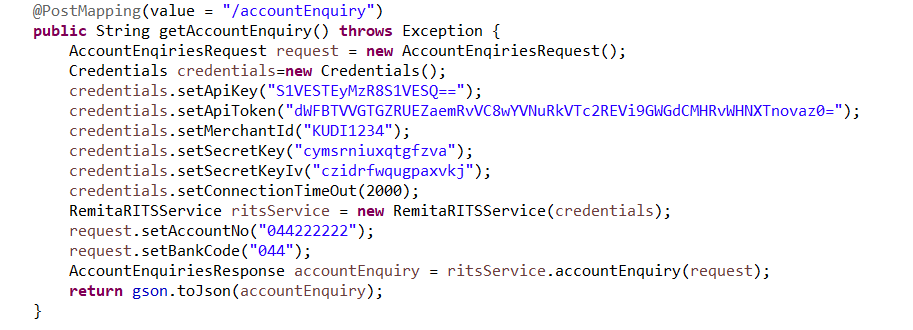 @PostMapping(value = "/accountEnquiry")
public String getAccountEnquiry() throws Exception {
AccountEnqiriesRequest request = new AccountEnqiriesRequest();
Credentials credentials=new Credentials();
credentials.setApiKey("S1VESTEyMzR8S1VESQ==");
credentials.setApiToken("dWFBTVVGTGZRUEZaemRvVC8wYVNuRkVTc2REVi9GWGdCMHRvWHNXTnovaz0=");
credentials.setMerchantId("KUDI1234");
credentials.setSecretKey("cymsrniuxqtgfzva");
credentials.setSecretKeyIv("czidrfwqugpaxvkj");
credentials.setConnectionTimeOut(2000);
RemitaRITSService ritsService = new RemitaRITSService(credentials);
request.setAccountNo("044222222");
request.setBankCode("044");
AccountEnquiriesResponse accountEnquiry = ritsService.accountEnquiry(request);
return gson.toJson(accountEnquiry);
}